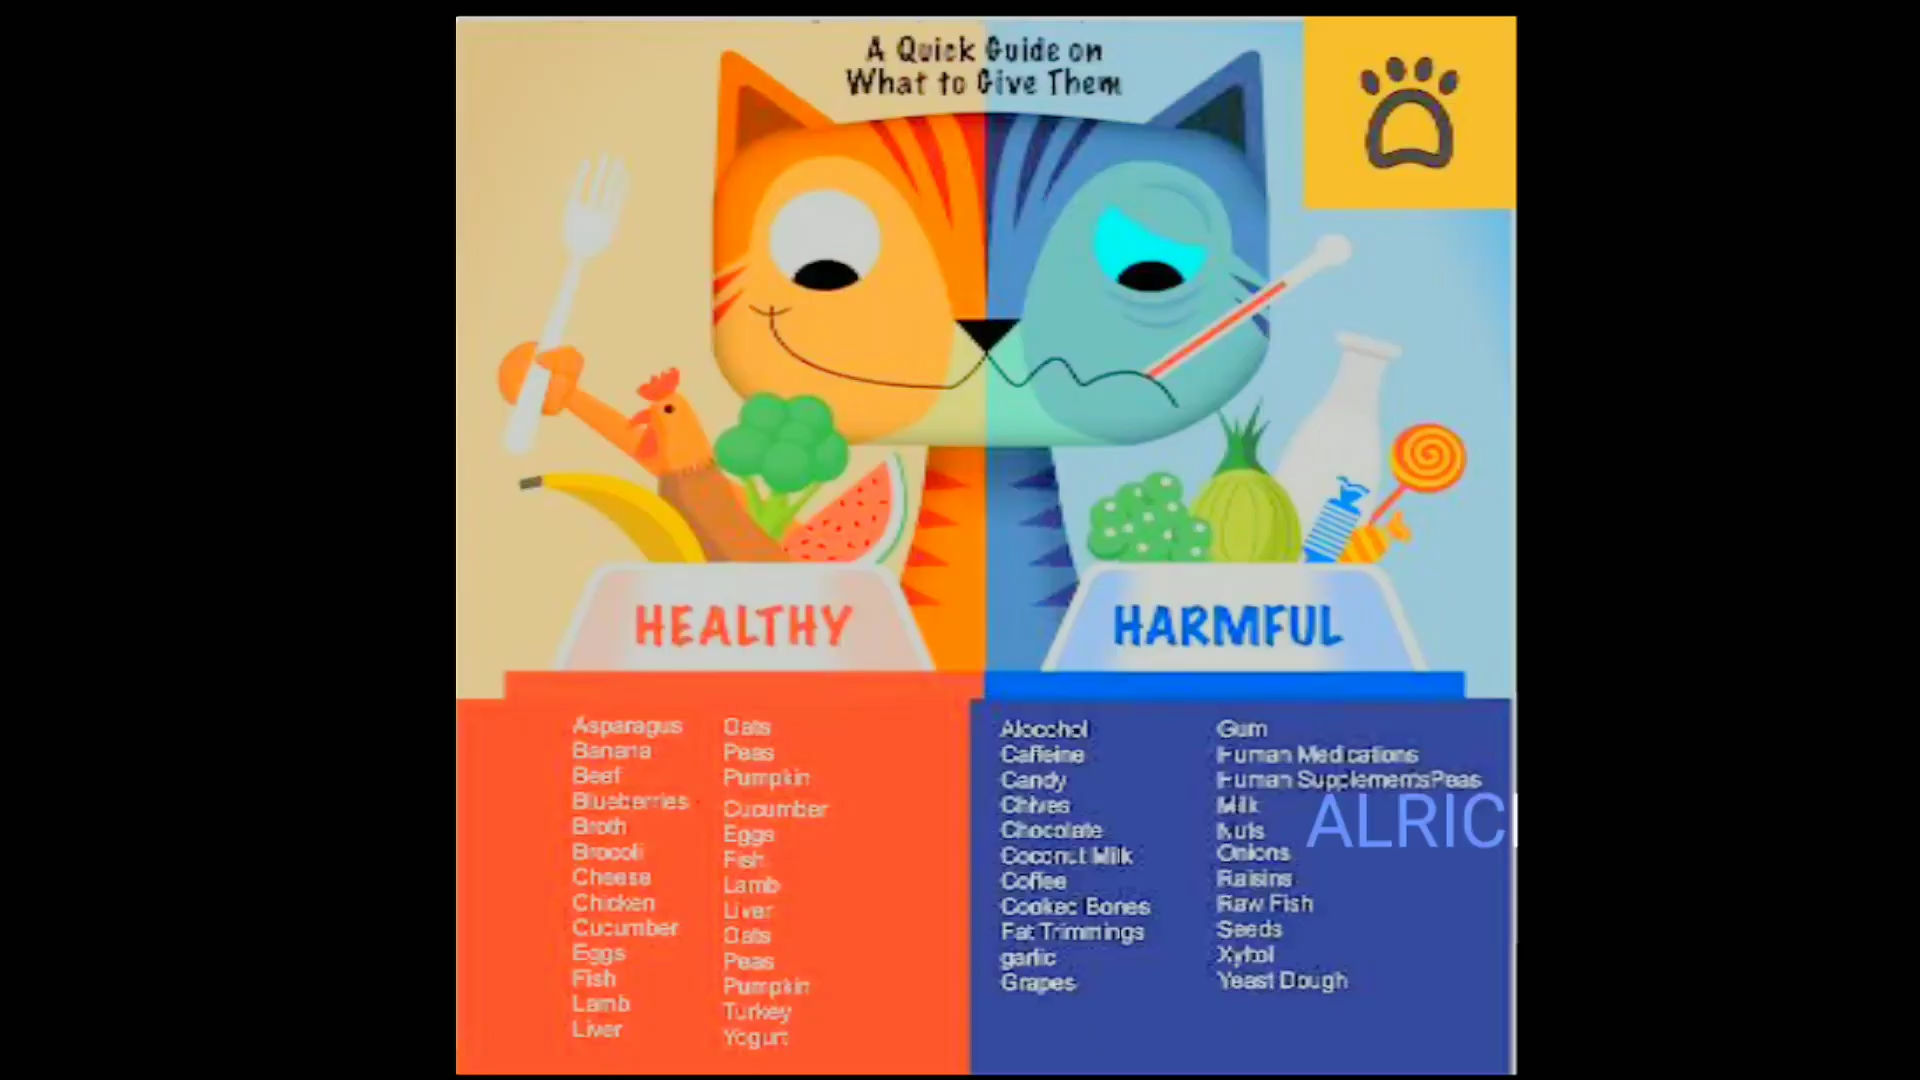 A Quick Guide on
What to Give Them
HEALTHY
HARMFUL
Asparagus
Banana
Beef
Blueberries
Broth
Brocoli
Cheese
Chicken
Cucumber
Eggs
Fish
Lamb
Liver
Oats
Peas
Pumpkin
Cucumber
Eggs
Fish
Lamb
Liver
Oats
Peas
Pumpkin
Turkey
Yogurt
Alocohol
Caffeine
Candy
Chives
Chocolate
Coconut Milk
Coffee
Cooked Bones
Fat Trimmings
garlic
Grapes
Gum
Human Medications
Human SupplementsPeas
Milk
Nuts
Onions
Raisins
Raw Fish
Seeds
Xylitol
Yeast Dough
ALRIC